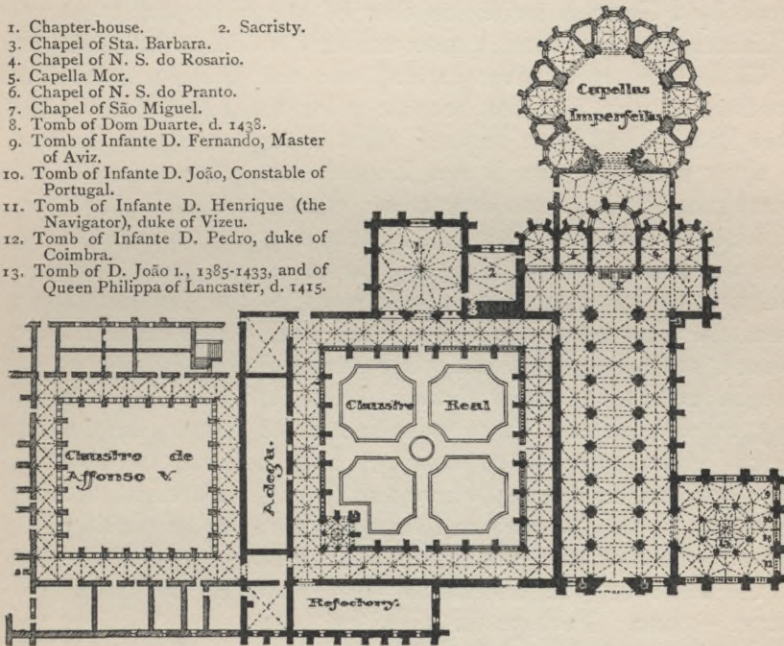 1. Chapter-house. 2. Sacristy.
3. Chapel of Sta. Barbara.
4. Chapel of N. S. do Rosario.
5. Capella Mor.
6. Chapel of N. S. do Pranto.
7. Chapel of São Miguel.
8. Tomb of Dom Duarte, d. 1438.
9. Tomb of Infante D. Fernando, Master
of Aviz.
10. Tomb of Infante D. João, Constable of
Portugal.
11. Tomb of Infante D. Henrique (the
Navigator), duke of Vizeu.
12. Tomb of Infante D. Pedro, duke of
Coimbra.
13. Tomb of D. João I., 1385-1433, and of
Queen Philippa of Lancaster, d. 1415.
Capellas
Imperfeitas
1
2
3
4
5
6
7
8
Claustro Real
Claustro de
Affonso V.
Adega.
9
10
11
12
13
Refectory.